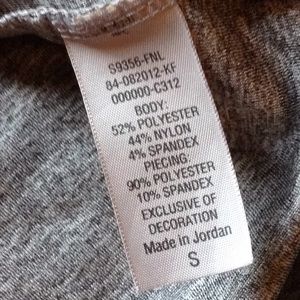 S9356-FNL
84-082012-KF
000000-C312
BODY:
52% POLYESTER
44% NYLON
4% SPANDEX
PIECING:
90% POLYESTER
10% SPANDEX
EXCLUSIVE OF
DECORATION
Made in Jordan
S